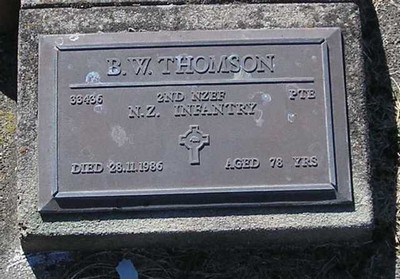 B. W. THOMSON
33436 2ND NZEF PTE
N.Z. INFANTRY
DIED 28.11.1986 AGED 78 YRS